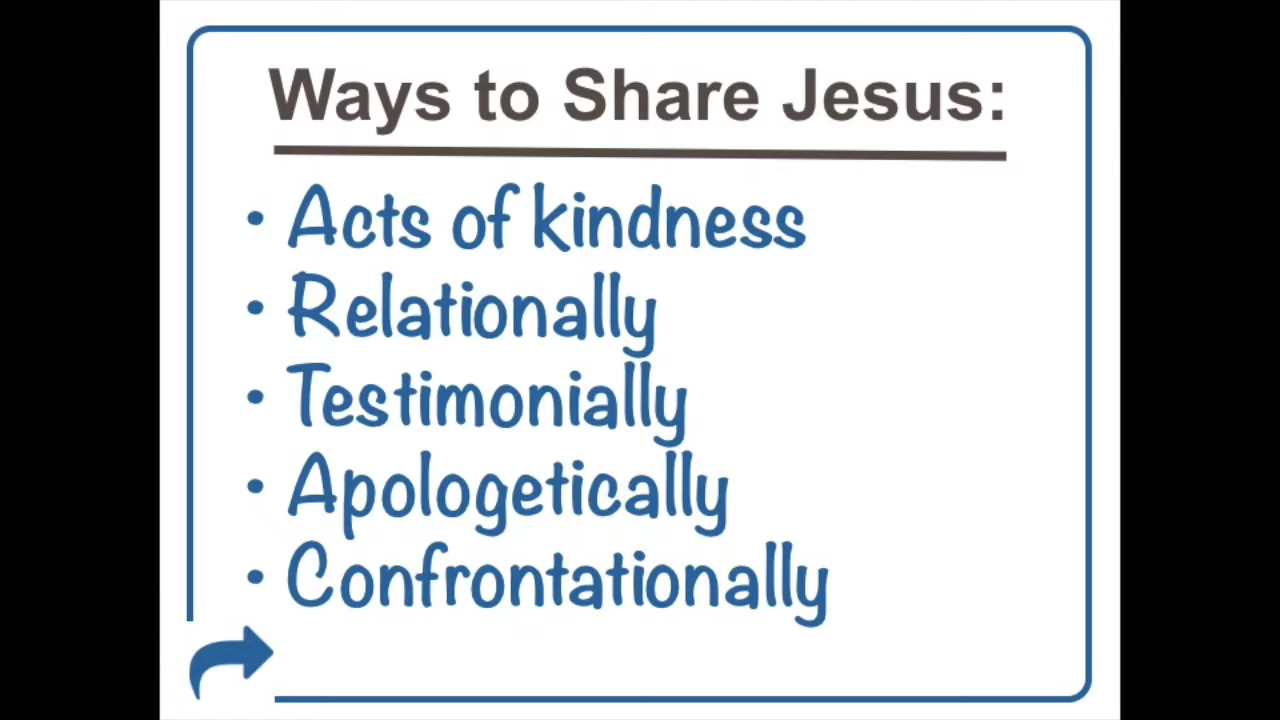 Ways to Share Jesus:
• Acts of kindness
• Relationally
• Testimonially
• Apologetically
• Confrontationally